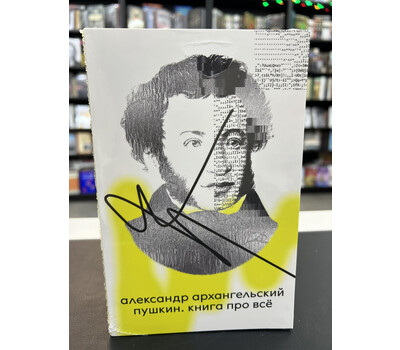 александр архангельский
пушкин. книга про всё